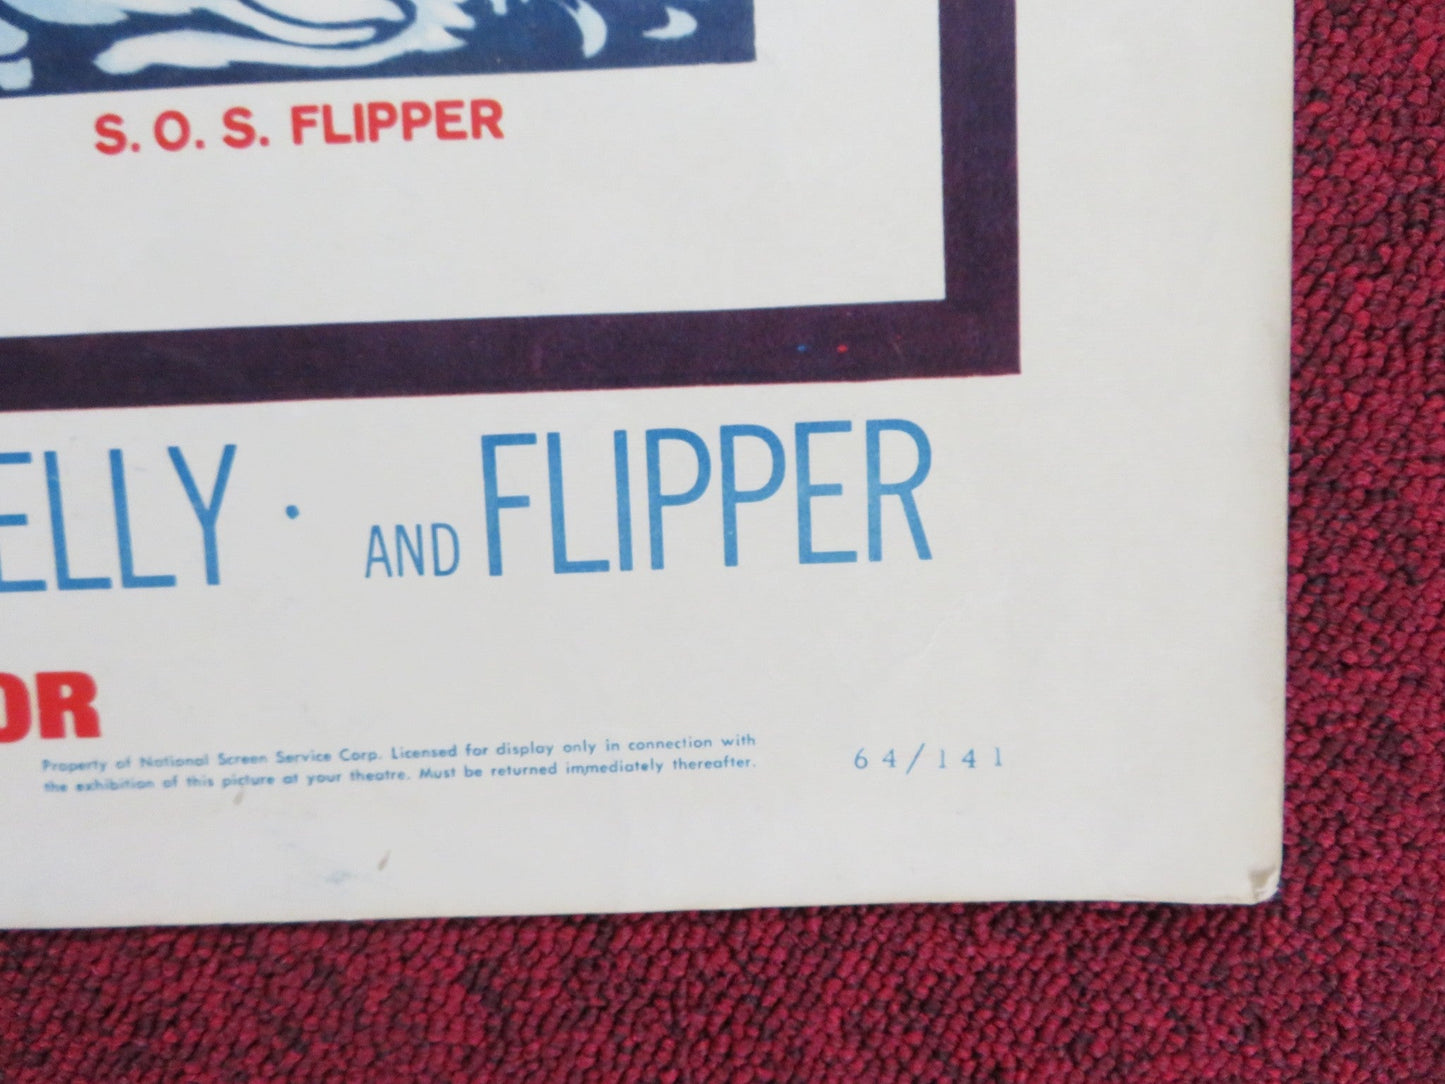 S. O. S. FLIPPER
ELLY · AND FLIPPER
OR
Property of National Screen Service Corp. Licensed for display only in connection with
the exhibition of this picture at your theatre. Must be returned immediately thereafter.
64/141